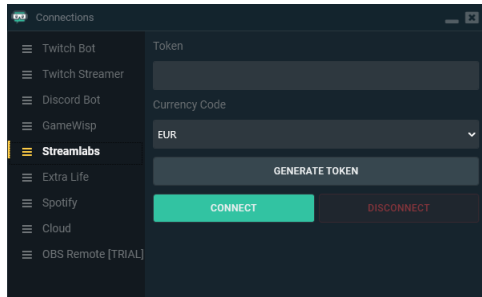 Connections
Twitch Bot
Twitch Streamer
Discord Bot
GameWisp
Streamlabs
Extra Life
Spotify
Cloud
OBS Remote [TRIAL]
Token
Currency Code
EUR
GENERATE TOKEN
CONNECT
DISCONNECT